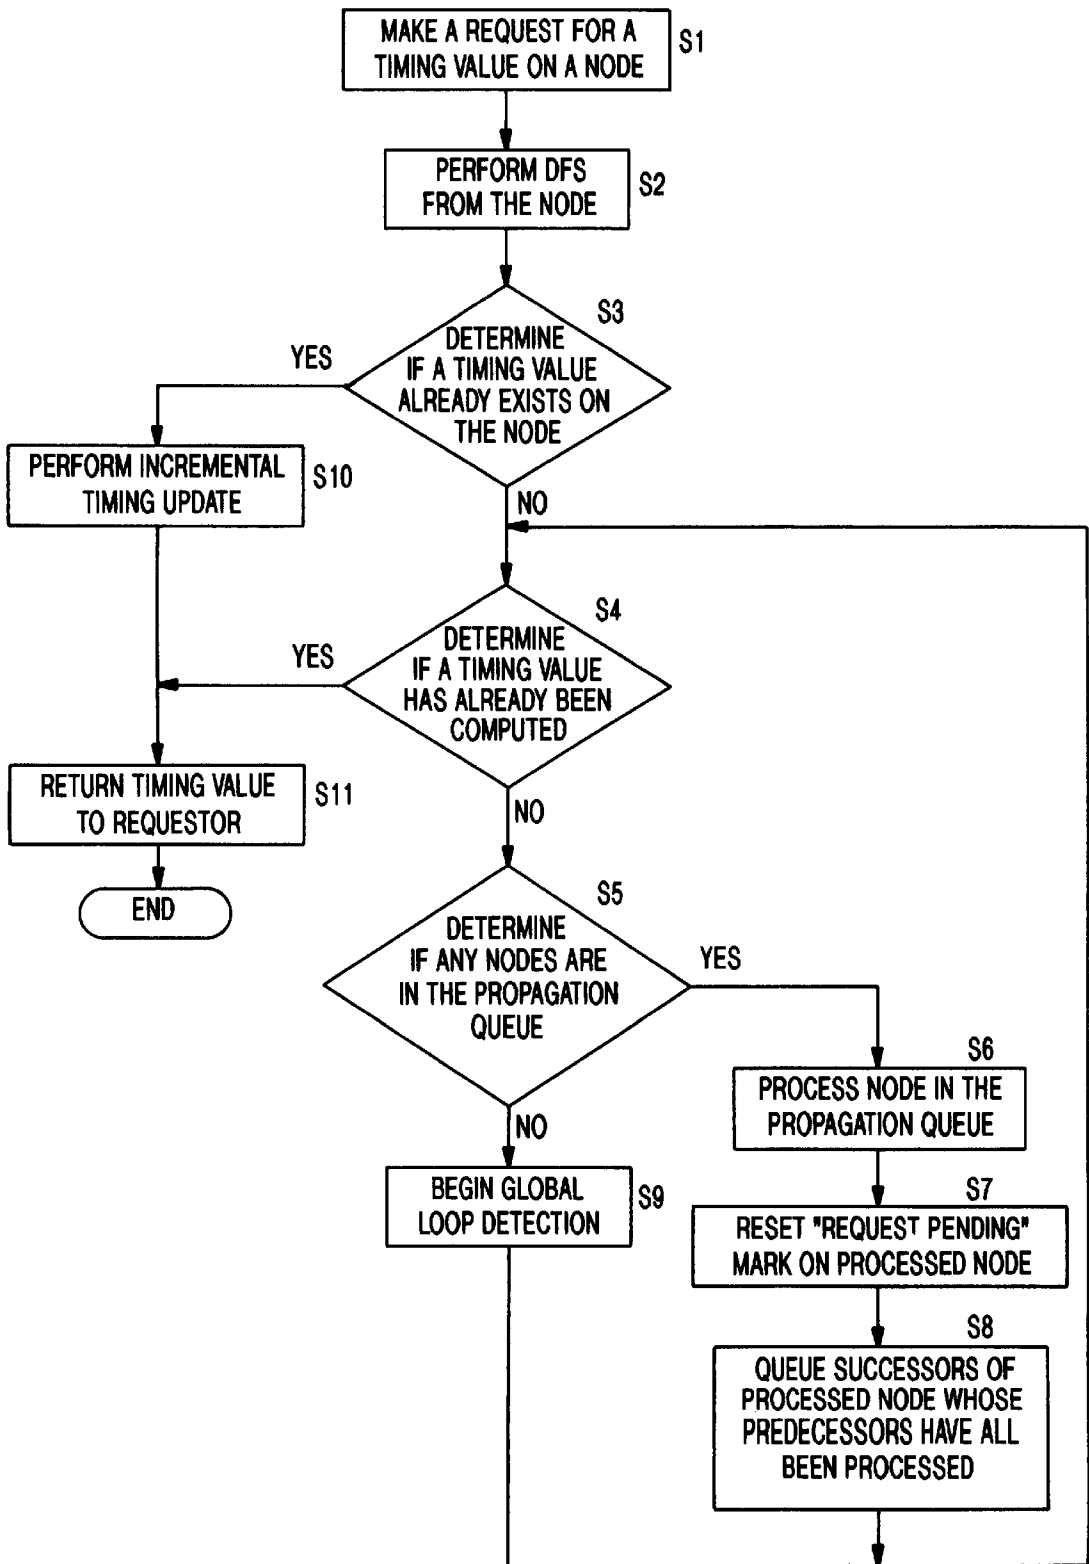 MAKE A REQUEST FOR A
TIMING VALUE ON A NODE
S1
PERFORM DFS
FROM THE NODE
S2
S3
DETERMINE
IF A TIMING VALUE
ALREADY EXISTS ON
THE NODE
YES
NO
PERFORM INCREMENTAL
TIMING UPDATE
S10
S4
DETERMINE
IF A TIMING VALUE
HAS ALREADY BEEN
COMPUTED
YES
NO
RETURN TIMING VALUE
TO REQUESTOR
S11
END
S5
DETERMINE
IF ANY NODES ARE
IN THE PROPAGATION
QUEUE
YES
NO
S6
PROCESS NODE IN THE
PROPAGATION QUEUE
BEGIN GLOBAL
LOOP DETECTION
S9
S7
RESET "REQUEST PENDING"
MARK ON PROCESSED NODE
S8
QUEUE SUCCESSORS OF
PROCESSED NODE WHOSE
PREDECESSORS HAVE ALL
BEEN PROCESSED